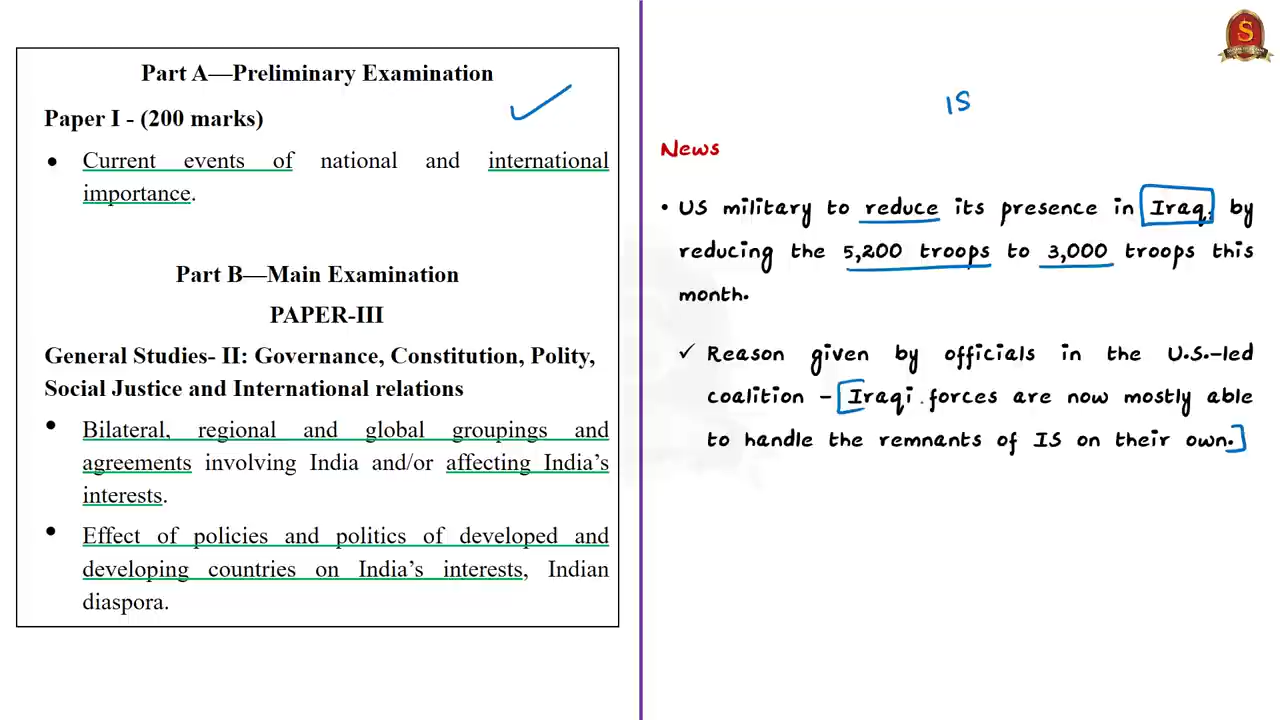 Part A—Preliminary Examination
Paper I - (200 marks)
• Current events of national and international
importance.
Part B—Main Examination
PAPER-III
General Studies- II: Governance, Constitution, Polity,
Social Justice and International relations
• Bilateral, regional and global groupings and
agreements involving India and/or affecting India's
interests.
• Effect of policies and politics of developed and
developing countries on India's interests, Indian
diaspora.
S
IS
News
• US military to reduce its presence in Iraq, by
reducing the 5,200 troops to 3,000 troops this
month.
✓ Reason given by officials in the U.S.-led
coalition – Iraqi forces are now mostly able
to handle the remnants of IS on their own.